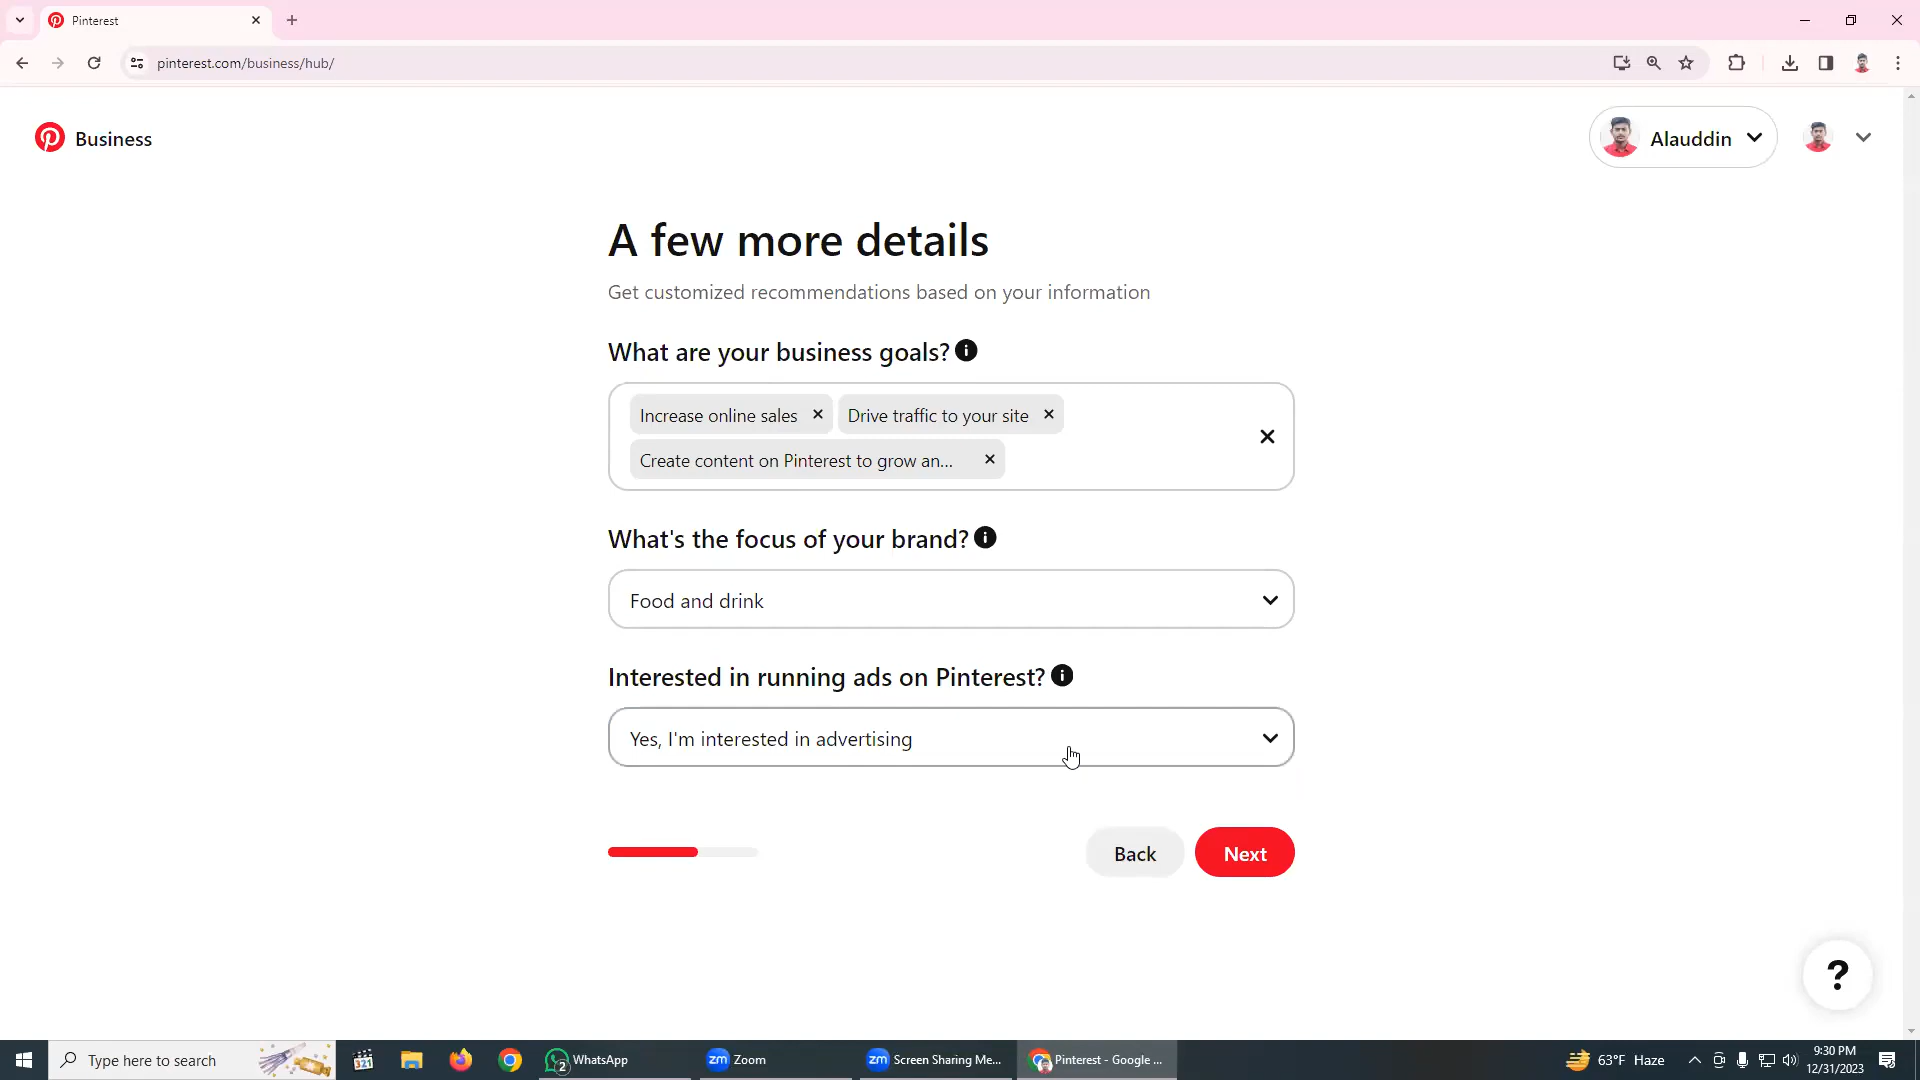 Pinterest
pinterest.com/business/hub/
Business
Alauddin
A few more details
Get customized recommendations based on your information
What are your business goals?
Increase online sales
Drive traffic to your site
Create content on Pinterest to grow an...
What's the focus of your brand?
Food and drink
Interested in running ads on Pinterest?
Yes, I'm interested in advertising
Back
Next
?
Type here to search
321
2
WhatsApp
zm
Zoom
zm
Screen Sharing Me...
Pinterest - Google ...
63°F Haze
9:30 PM
12/31/2023